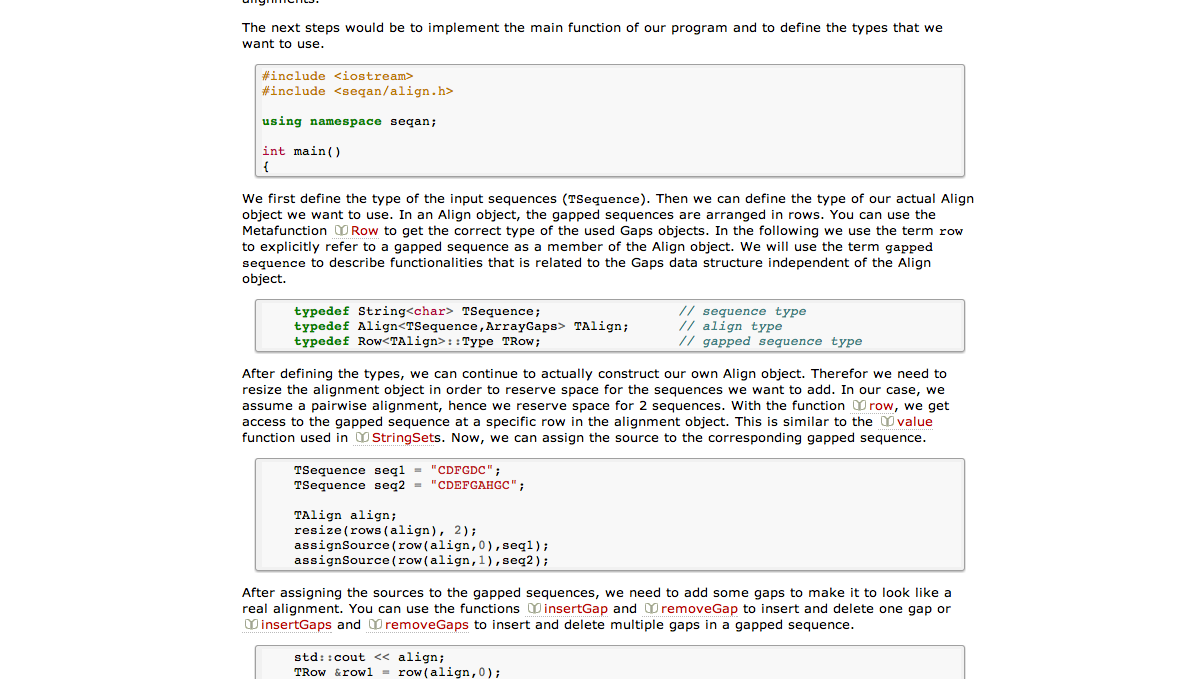 alignments.
The next steps would be to implement the main function of our program and to define the types that we
want to use.
#include <iostream>
#include <seqan/align.h>
using namespace seqan;
int main()
{
We first define the type of the input sequences (TSequence). Then we can define the type of our actual Align
object we want to use. In an Align object, the gapped sequences are arranged in rows. You can use the
Metafunction Row to get the correct type of the used Gaps objects. In the following we use the term row
to explicitly refer to a gapped sequence as a member of the Align object. We will use the term gapped
sequence to describe functionalities that is related to the Gaps data structure independent of the Align
object.
typedef String<char> TSequence; // sequence type
typedef Align<TSequence,ArrayGaps> TAlign; // align type
typedef Row<TAlign>::Type TRow; // gapped sequence type
After defining the types, we can continue to actually construct our own Align object. Therefor we need to
resize the alignment object in order to reserve space for the sequences we want to add. In our case, we
assume a pairwise alignment, hence we reserve space for 2 sequences. With the function row, we get
access to the gapped sequence at a specific row in the alignment object. This is similar to the value
function used in StringSets. Now, we can assign the source to the corresponding gapped sequence.
TSequence seq1 = "CDFGDC";
TSequence seq2 = "CDEFGAHGC";
TAlign align;
resize(rows(align), 2);
assignSource(row(align,0),seq1);
assignSource(row(align,1),seq2);
After assigning the sources to the gapped sequences, we need to add some gaps to make it to look like a
real alignment. You can use the functions insertGap and removeGap to insert and delete one gap or
insertGaps and removeGaps to insert and delete multiple gaps in a gapped sequence.
std::cout << align;
TRow &row1 = row(align,0);